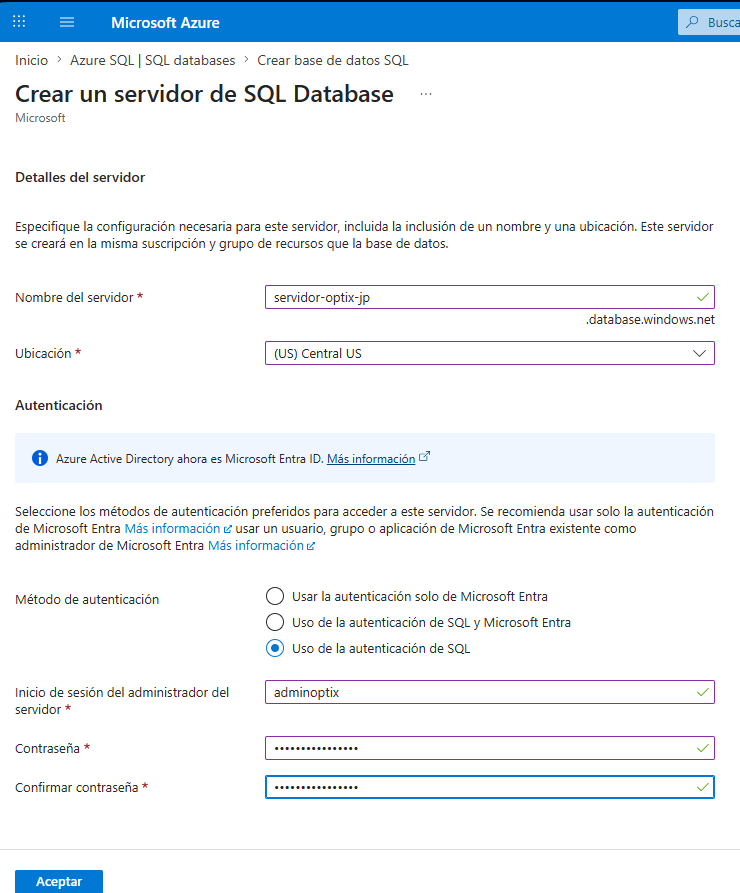 Microsoft Azure
Busca
Inicio > Azure SQL | SQL databases > Crear base de datos SQL
Crear un servidor de SQL Database ...
Microsoft
Detalles del servidor
Especifique la configuración necesaria para este servidor, incluida la inclusión de un nombre y una ubicación. Este servidor
se creará en la misma suscripción y grupo de recursos que la base de datos.
Nombre del servidor *
servidor-optix-jp
.database.windows.net
Ubicación *
(US) Central US
Autenticación
Azure Active Directory ahora es Microsoft Entra ID. Más información
Seleccione los métodos de autenticación preferidos para acceder a este servidor. Se recomienda usar solo la autenticación
de Microsoft Entra Más información usar un usuario, grupo o aplicación de Microsoft Entra existente como
administrador de Microsoft Entra Más información
Método de autenticación
Usar la autenticación solo de Microsoft Entra
Uso de la autenticación de SQL y Microsoft Entra
Uso de la autenticación de SQL
Inicio de sesión del administrador del
servidor *
adminoptix
Contraseña *
••••••••••••••••
Confirmar contraseña *
••••••••••••••••
Aceptar